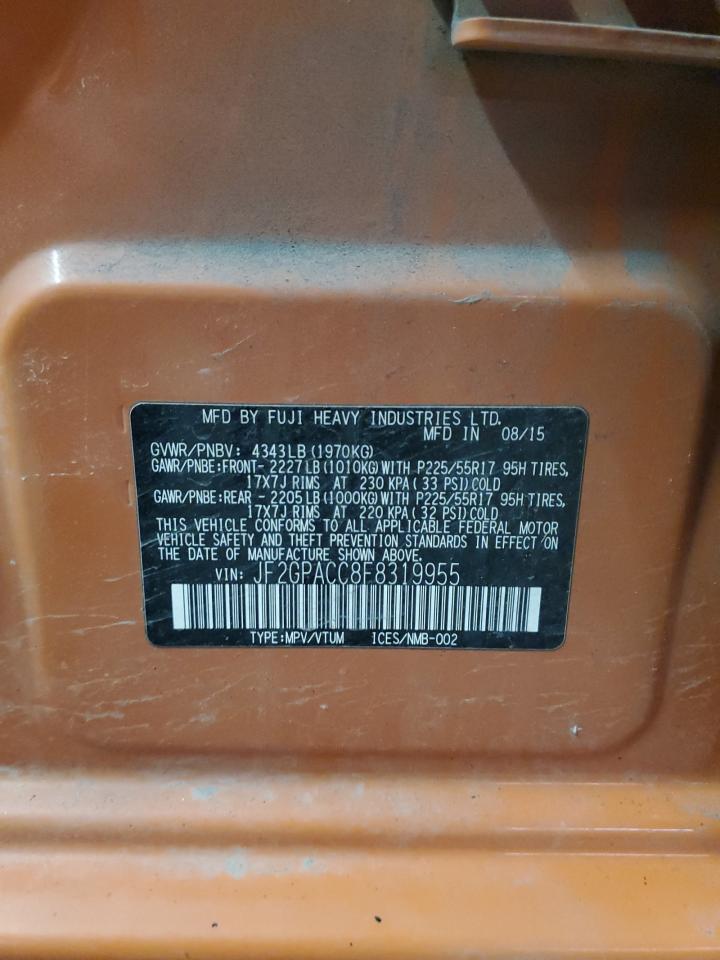 MFD BY FUJI HEAVY INDUSTRIES LTD.
MFD IN 08/15
GVWR/PNBV: 4343LB(1970KG)
GAWR/PNBE:FRONT- 2227LB(1010KG)WITH P225/55R17 95H TIRES,
17X7J RIMS AT 230 KPA( 33 PSI)COLD
GAWR/PNBE:REAR - 2205LB(1000KG)WITH P225/55R17 95H TIRES,
17X7J RIMS AT 220 KPA( 32 PSI)COLD
THIS VEHICLE CONFORMS TO ALL APPLICABLE FEDERAL MOTOR
VEHICLE SAFETY AND THEFT PREVENTION STANDARDS IN EFFECT ON
THE DATE OF MANUFACTURE SHOWN ABOVE.
VIN: JF2GPACC8F8319955
TYPE:MPV/VTUM ICES/NMB-002